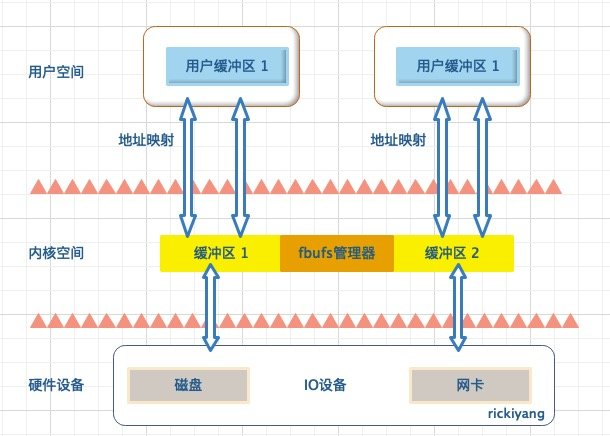 用户缓冲区 1
用户缓冲区 1
用户空间
地址映射
地址映射
内核空间
缓冲区 1
fbufs管理器
缓冲区 2
硬件设备
磁盘
IO设备
网卡
rickiyang